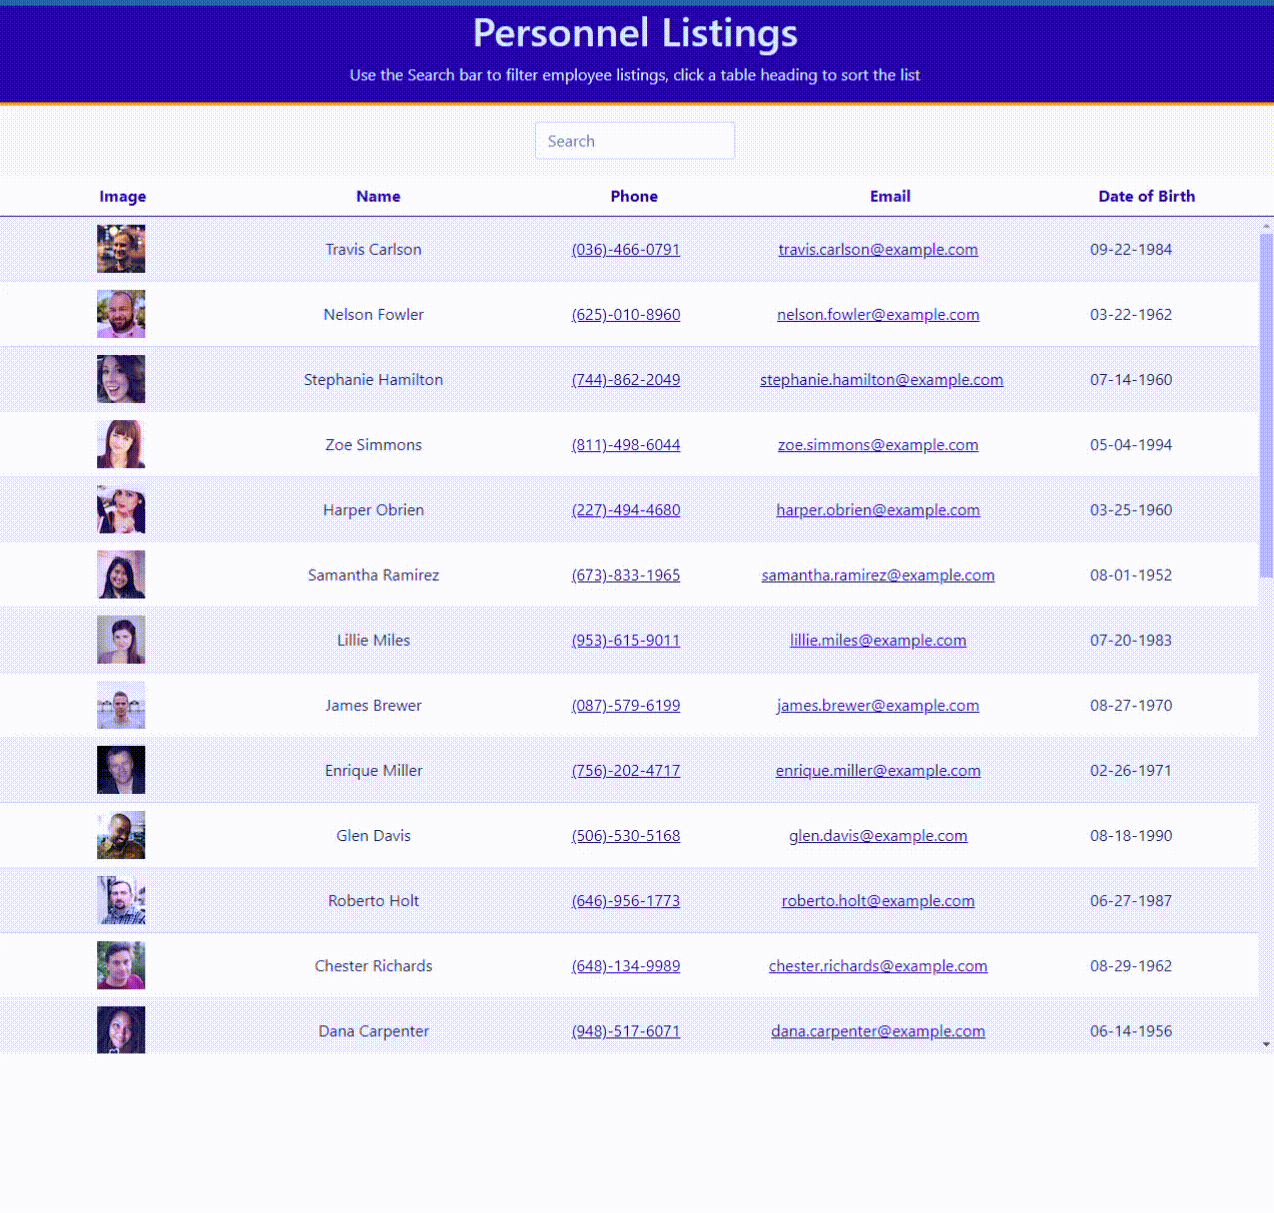 Personnel Listings
Use the Search bar to filter employee listings, click a table heading to sort the list
Search
Image Name Phone Email Date of Birth
Travis Carlson (036)-466-0791 travis.carlson@example.com 09-22-1984
Nelson Fowler (625)-010-8960 nelson.fowler@example.com 03-22-1962
Stephanie Hamilton (744)-862-2049 stephanie.hamilton@example.com 07-14-1960
Zoe Simmons (811)-498-6044 zoe.simmons@example.com 05-04-1994
Harper Obrien (227)-494-4680 harper.obrien@example.com 03-25-1960
Samantha Ramirez (673)-833-1965 samantha.ramirez@example.com 08-01-1952
Lillie Miles (953)-615-9011 lillie.miles@example.com 07-20-1983
James Brewer (087)-579-6199 james.brewer@example.com 08-27-1970
Enrique Miller (756)-202-4717 enrique.miller@example.com 02-26-1971
Glen Davis (506)-530-5168 glen.davis@example.com 08-18-1990
Roberto Holt (646)-956-1773 roberto.holt@example.com 06-27-1987
Chester Richards (648)-134-9989 chester.richards@example.com 08-29-1962
Dana Carpenter (948)-517-6071 dana.carpenter@example.com 06-14-1956